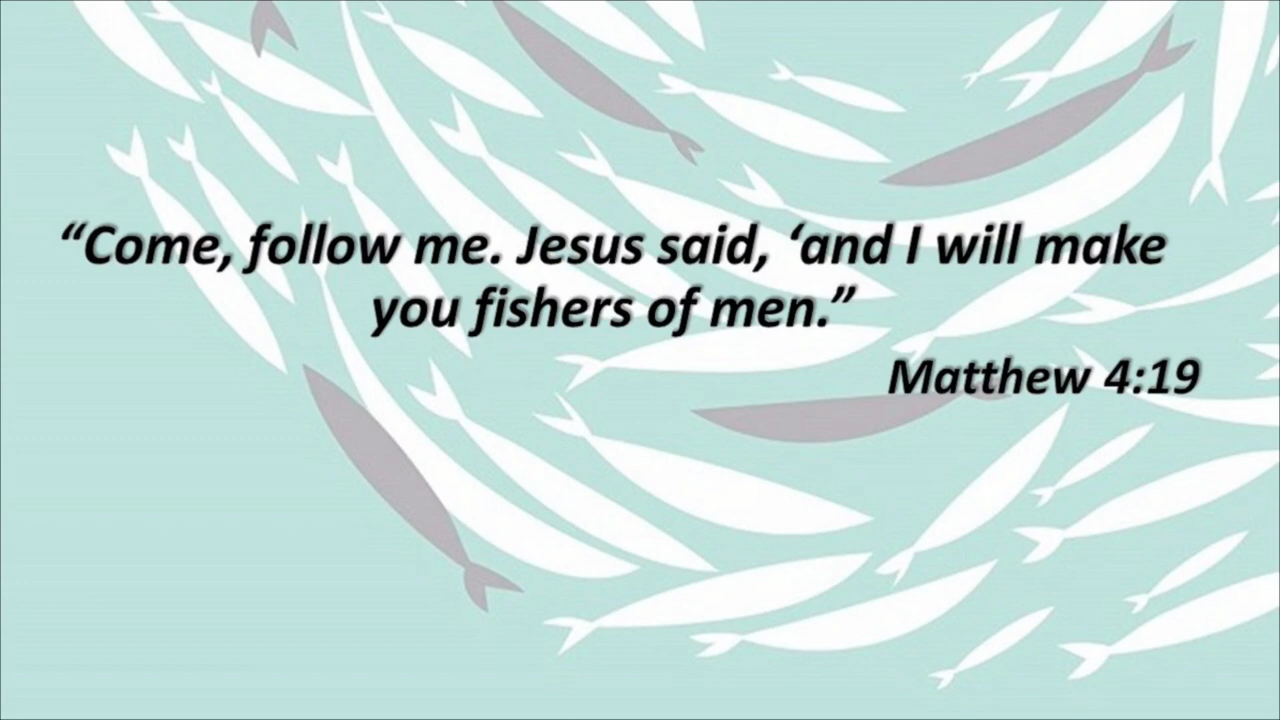 “Come, follow me. Jesus said, ‘and I will make
you fishers of men.”
Matthew 4:19